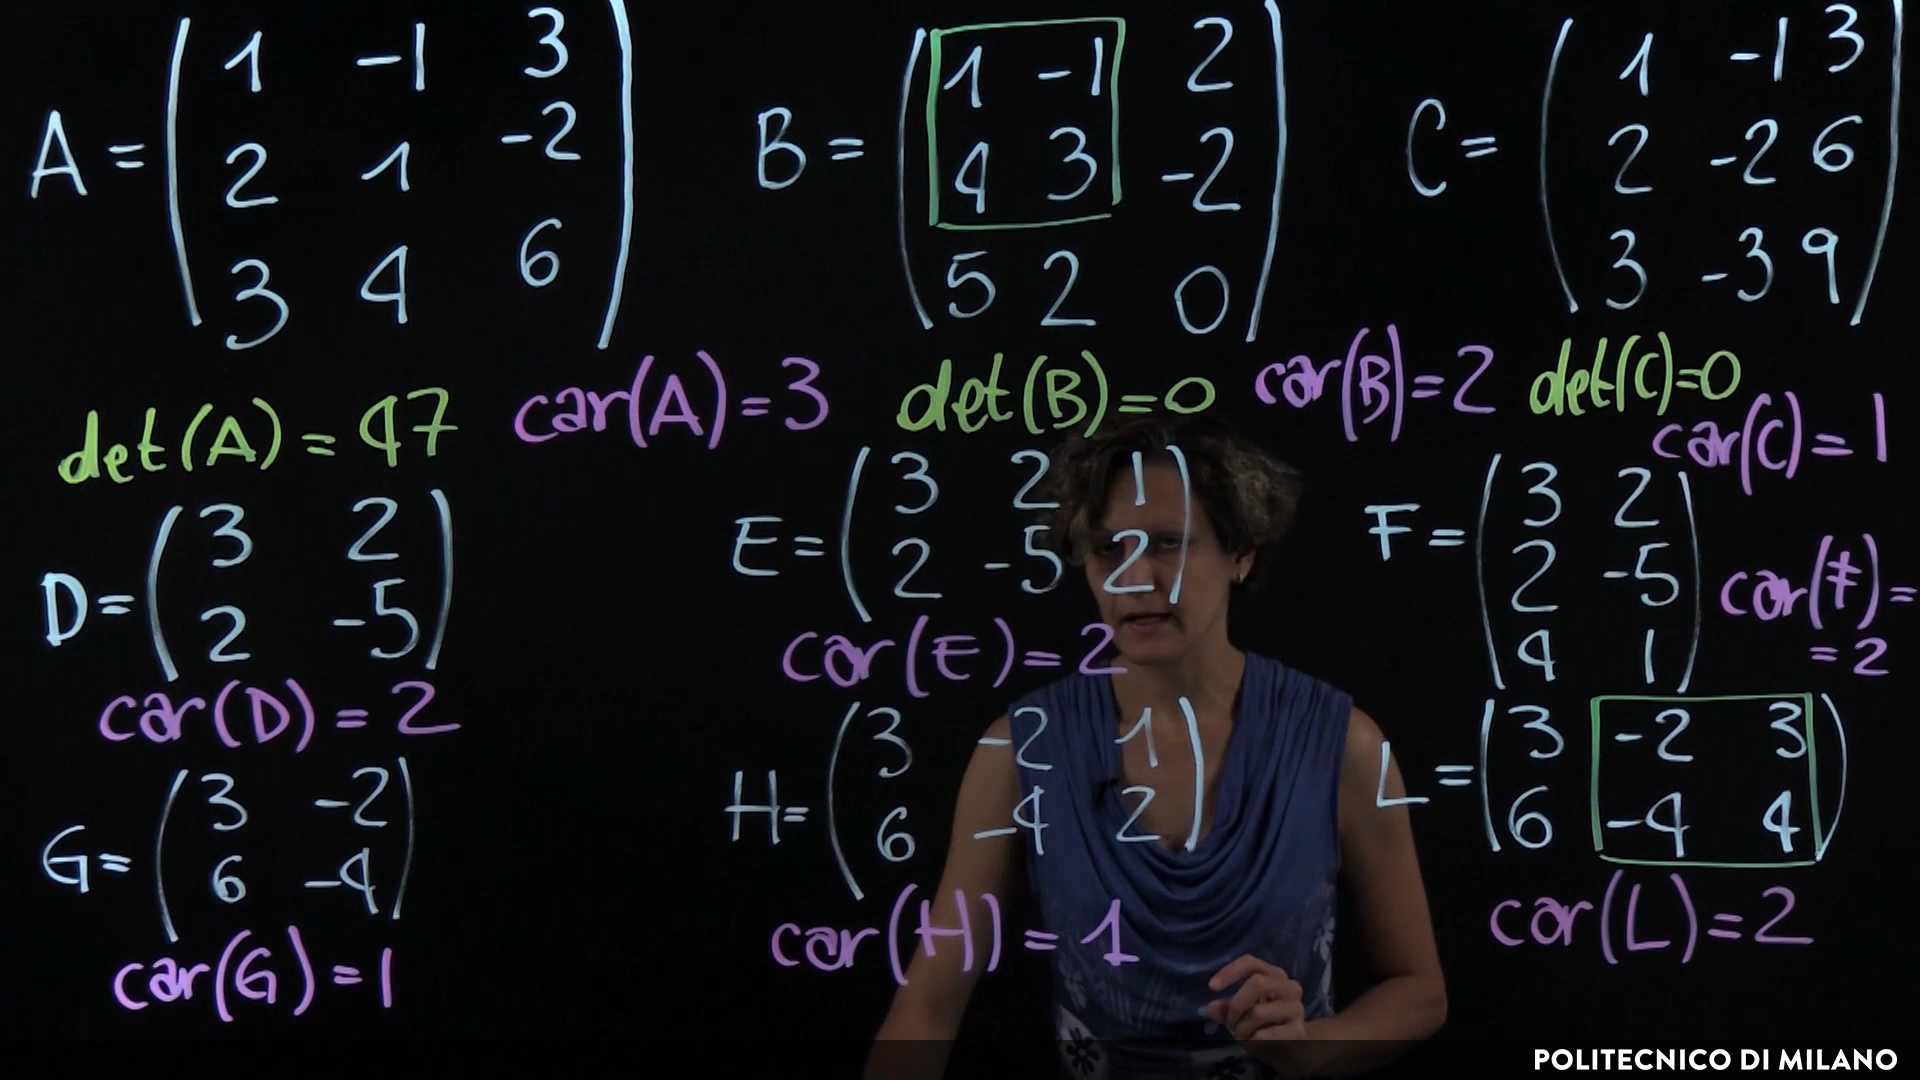 A = ( 1 -1 3
2 1 -2
3 4 6 )
det(A) = 47 car(A) = 3
B = ( 1 -1 2
4 3 -2
5 2 0 )
det(B) = 0 car(B) = 2
C = ( 1 -1 3
2 -2 6
3 -3 9 )
det(C) = 0
car(C) = 1
D = ( 3 2
2 -5 )
car(D) = 2
E = ( 3 2 1
2 -5 2 )
car(E) = 2
F = ( 3 2
2 -5
4 1 )
car(F) =
= 2
G = ( 3 -2
6 -4 )
car(G) = 1
H = ( 3 -2 1
6 -4 2 )
car(H) = 1
L = ( 3 -2 3
6 -4 4 )
car(L) = 2
POLITECNICO DI MILANO